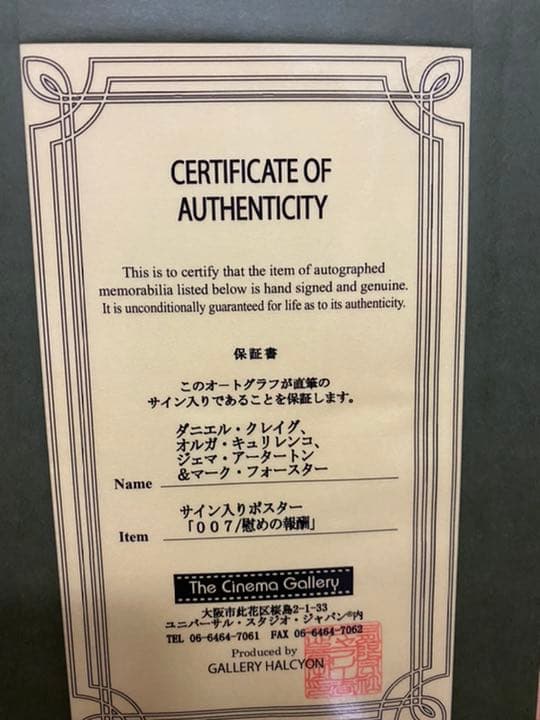 CERTIFICATE OF
AUTHENTICITY
This is to certify that the item of autographed
memorabilia listed below is hand signed and genuine.
It is unconditionally guaranteed for life as to its authenticity.
保証書
このオートグラフが直筆の
サイン入りであることを保証します。
ダニエル・クレイグ、
オルガ・キュリレンコ、
ジェマ・アータートン
&マーク・フォースター
Name
サイン入りポスター
「007/慰めの報酬」
Item
The Cinema Gallery
大阪市此花区桜島2-1-33
ユニバーサル・スタジオ・ジャパン®内
TEL 06-6464-7061 FAX 06-6464-7062
Produced by
GALLERY HALCYON